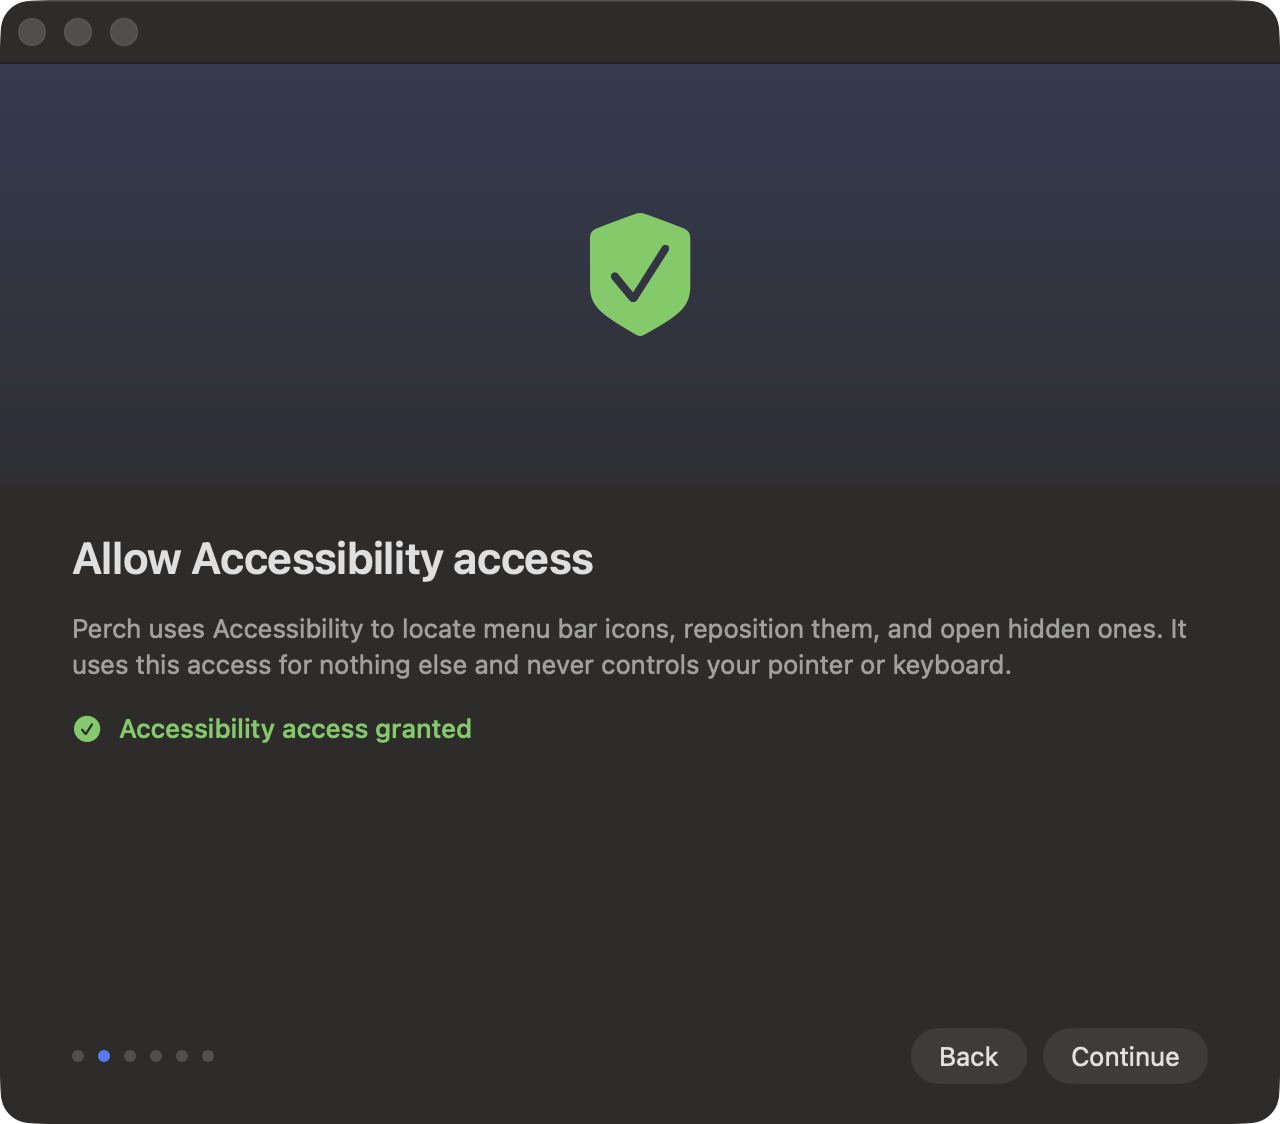 Allow Accessibility access
Perch uses Accessibility to locate menu bar icons, reposition them, and open hidden ones. It
uses this access for nothing else and never controls your pointer or keyboard.
Accessibility access granted
Back
Continue